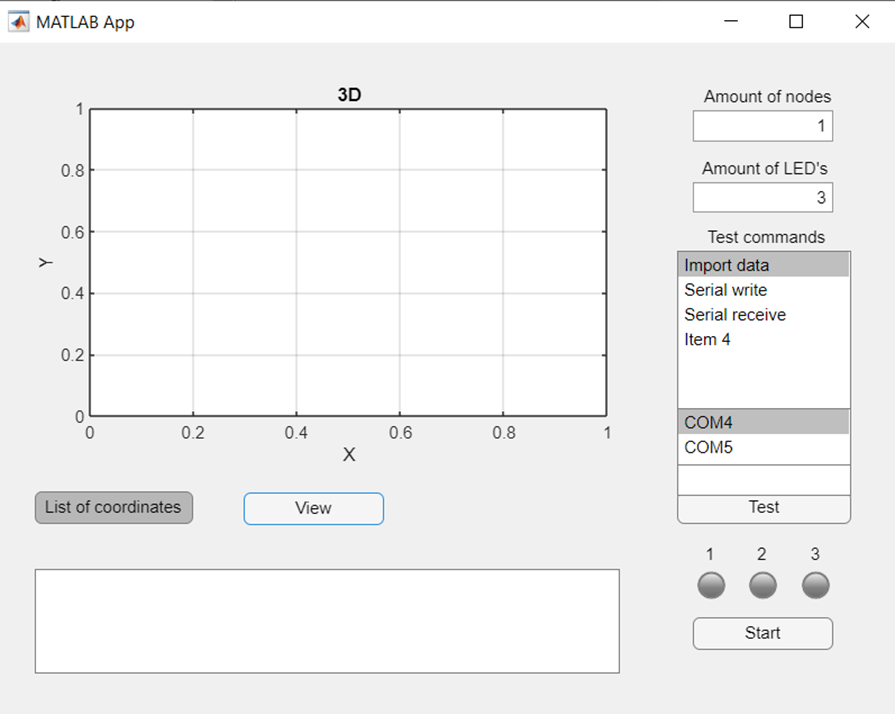 MATLAB App
3D
1
0.8
0.6
0.4
0.2
0
Y
0 0.2 0.4 0.6 0.8 1
X
List of coordinates
View
Amount of nodes
1
Amount of LED's
3
Test commands
Import data
Serial write
Serial receive
Item 4
COM4
COM5
Test
1 2 3
Start